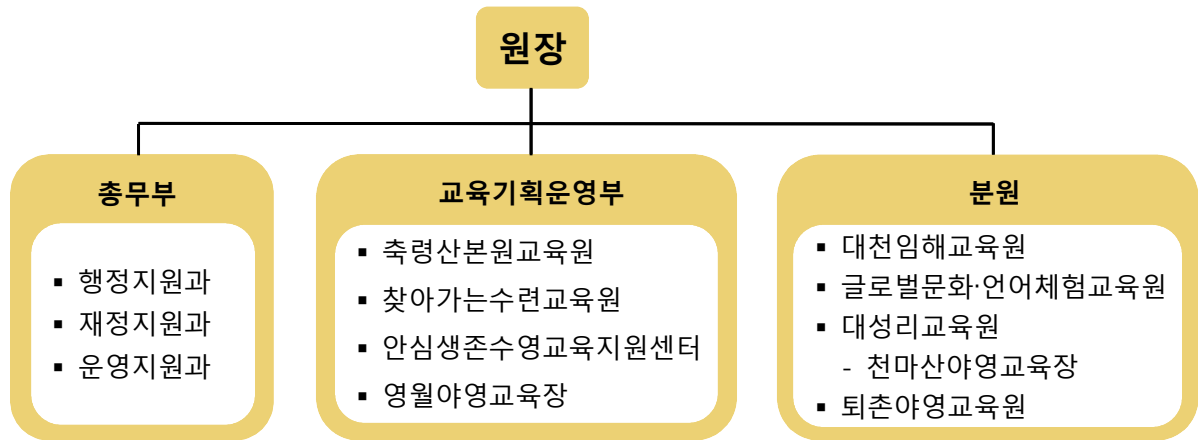 원장
총무부
▪ 행정지원과
▪ 재정지원과
▪ 운영지원과
교육기획운영부
▪ 축령산본원교육원
▪ 찾아가는수련교육원
▪ 안심생존수영교육지원센터
▪ 영월야영교육장
분원
▪ 대천임해교육원
▪ 글로벌문화·언어체험교육원
▪ 대성리교육원
- 천마산야영교육장
▪ 퇴촌야영교육원